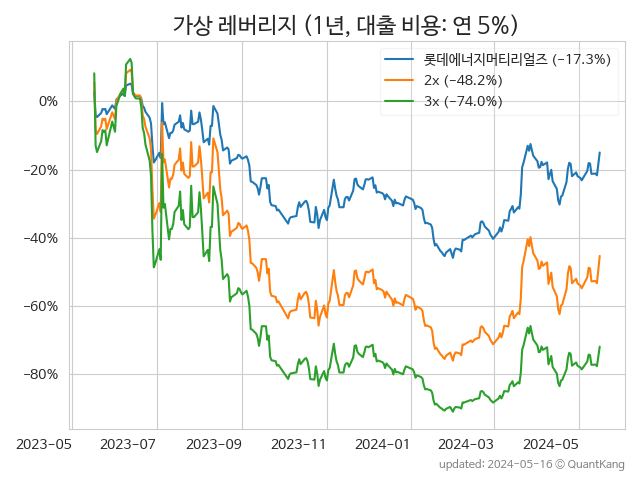 가상 레버리지 (1년, 대출 비용: 연 5%)
롯데에너지머티리얼즈 (−17.3%)
2x (−48.2%)
3x (−74.0%)
0%
−20%
−40%
−60%
−80%
2023−05 2023−07 2023−09 2023−11 2024−01 2024−03 2024−05
updated: 2024−05−16 ⓒ QuantKang